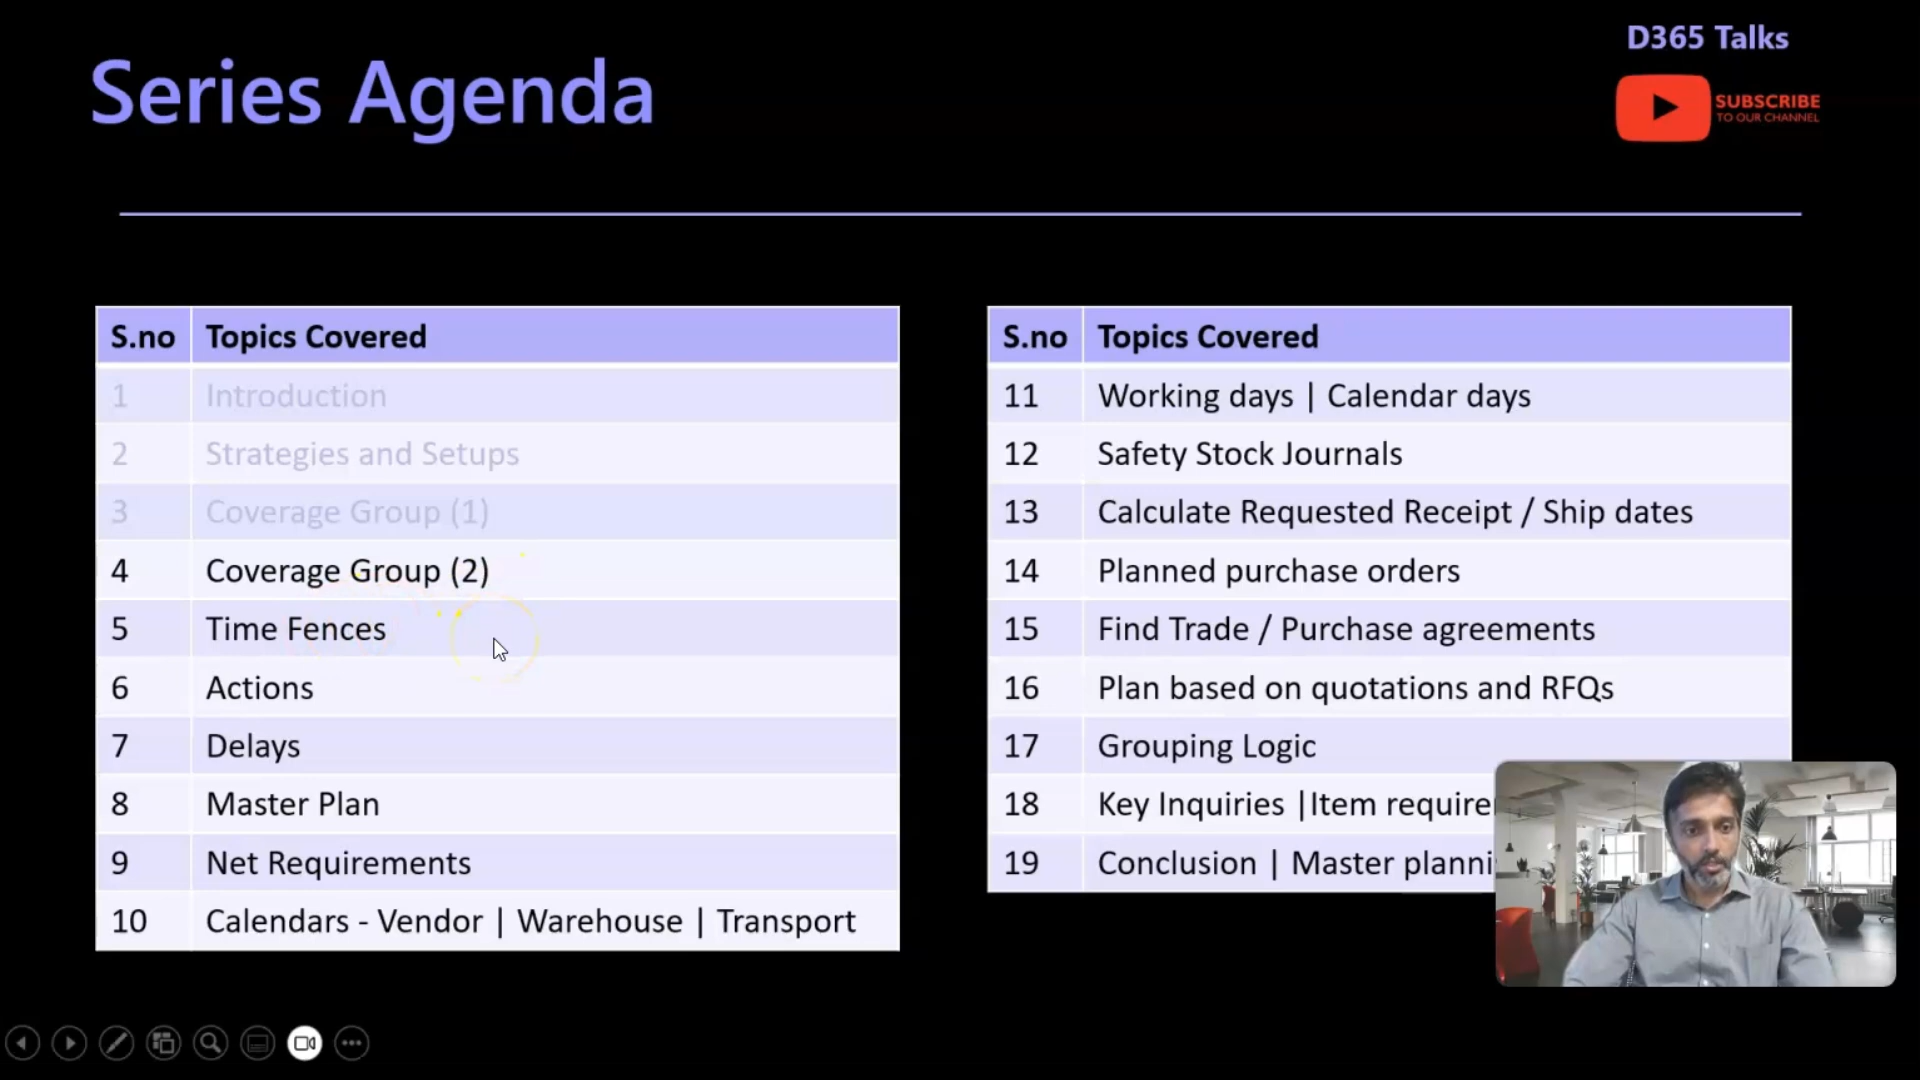 D365 Talks
Series Agenda
SUBSCRIBE
TO OUR CHANNEL
S.no Topics Covered
1 Introduction
2 Strategies and Setups
3 Coverage Group (1)
4 Coverage Group (2)
5 Time Fences
6 Actions
7 Delays
8 Master Plan
9 Net Requirements
10 Calendars - Vendor | Warehouse | Transport
S.no Topics Covered
11 Working days | Calendar days
12 Safety Stock Journals
13 Calculate Requested Receipt / Ship dates
14 Planned purchase orders
15 Find Trade / Purchase agreements
16 Plan based on quotations and RFQs
17 Grouping Logic
18 Key Inquiries |Item
19 Conclusion | Master